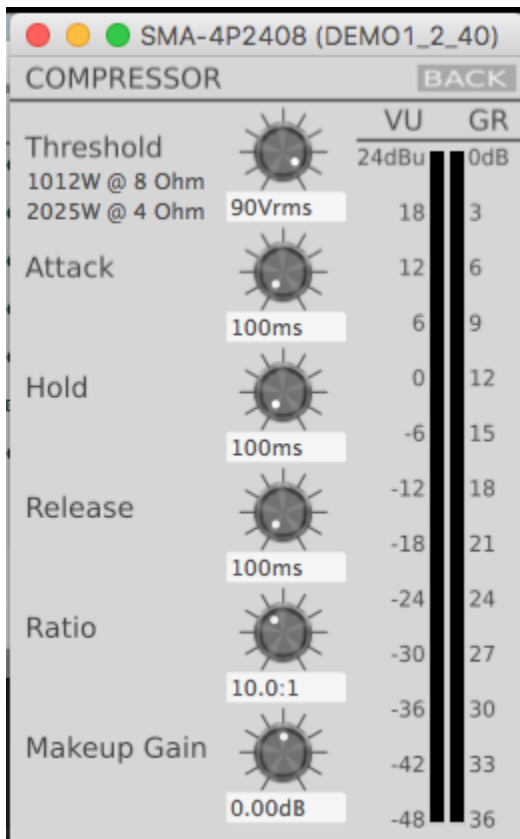 SMA-4P2408 (DEMO1_2_40)
COMPRESSOR BACK
VU GR
Threshold
1012W @ 8 Ohm
2025W @ 4 Ohm
90Vrms
24dBu 0dB
18 3
Attack
100ms
12 6
6 9
Hold
100ms
0 12
-6 15
Release
100ms
-12 18
-18 21
Ratio
10.0:1
-24 24
-30 27
Makeup Gain
0.00dB
-36 30
-42 33
-48 36